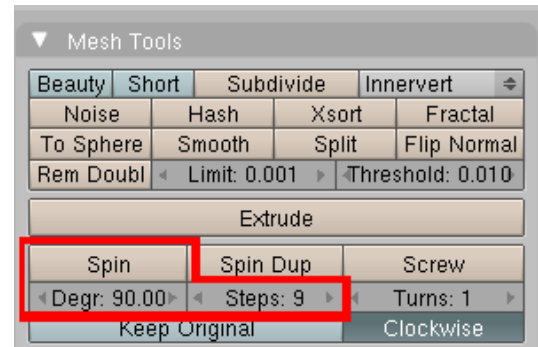 Mesh Tools
Beauty Short Subdivide Innervert
Noise Hash Xsort Fractal
To Sphere Smooth Split Flip Normal
Rem Doubl Limit: 0.001 Threshold: 0.010
Extrude
Spin Spin Dup Screw
Degr: 90.00 Steps: 9 Turns: 1
Keep Original Clockwise